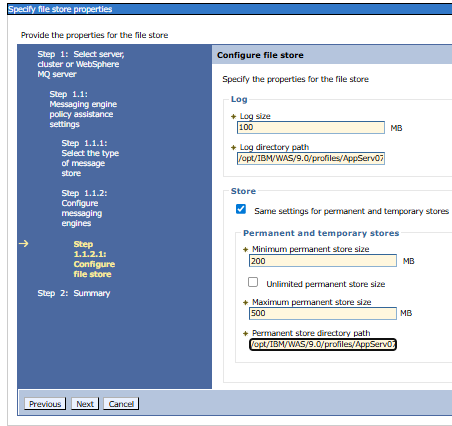 Specify file store properties
Provide the properties for the file store
Step 1: Select server,
cluster or WebSphere
MQ server
Step 1.1:
Messaging engine
policy assistance
settings
Step 1.1.1:
Select the type
of message
store
Step 1.1.2:
Configure
messaging
engines
Step
1.1.2.1:
Configure
file store
Step 2: Summary
Configure file store
Specify the properties for the file store
Log
Log size
100 MB
Log directory path
/opt/IBM/WAS/9.0/profiles/AppServ07
Store
Same settings for permanent and temporary stores
Permanent and temporary stores
Minimum permanent store size
200 MB
Unlimited permanent store size
Maximum permanent store size
500 MB
Permanent store directory path
/opt/IBM/WAS/9.0/profiles/AppServ07
Previous Next Cancel